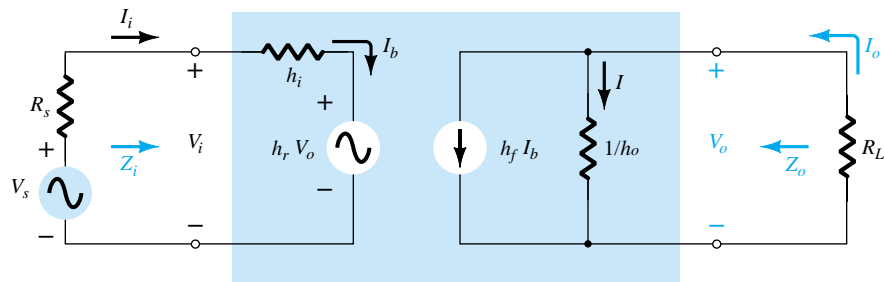 I_i
I_b
I_o
+
h_i
I
+
R_s
+
+
Z_i
V_i
h_r V_o
h_f I_b
1/h_o
V_o
Z_o
R_L
V_s
−
−
−
−